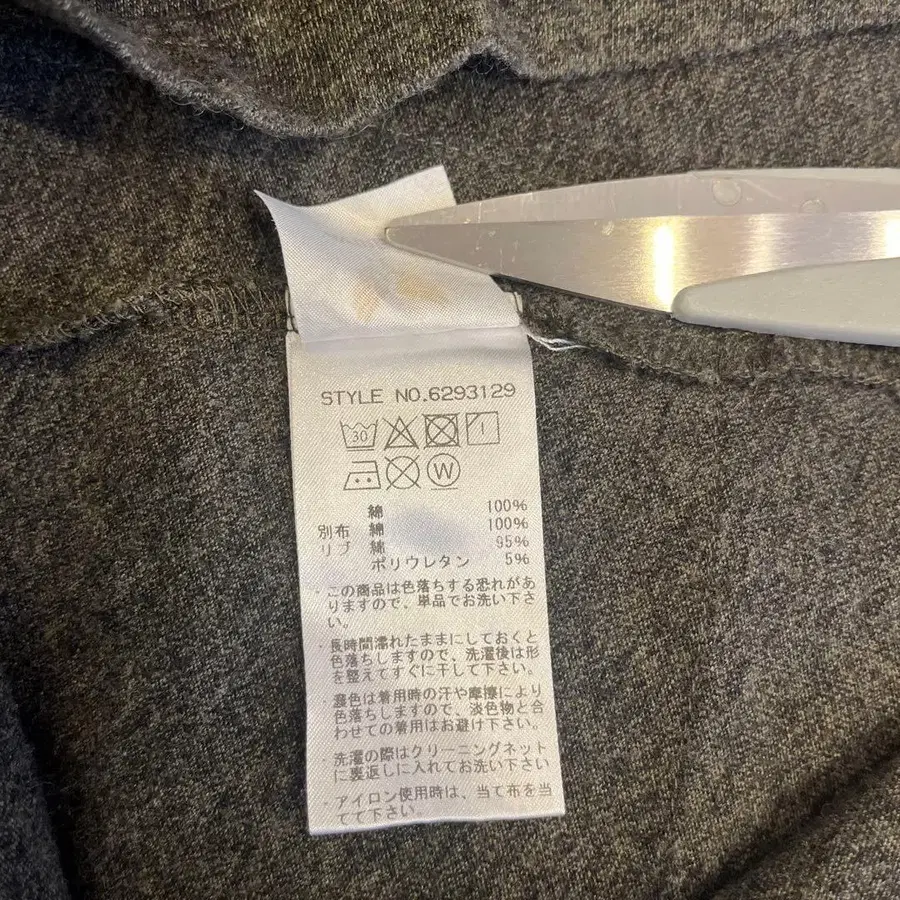 STYLE NO.6293129
30
W
綿 100%
別布 綿 100%
リブ 綿 95%
ポリウレタン 5%
・この商品は色落ちする恐れがあ
りますので、単品でお洗い下さ
い。
・長時間濡れたままにしておくと
色落ちしますので、洗濯後は形
を整えてすぐに干して下さい。
・濃色は着用時の汗や摩擦により
色落ちしますので、淡色物と合
わせての着用はお避け下さい。
・洗濯の際はクリーニングネット
に裏返しに入れてお洗い下さい
・アイロン使用時は、当て布を当
てて下さい。